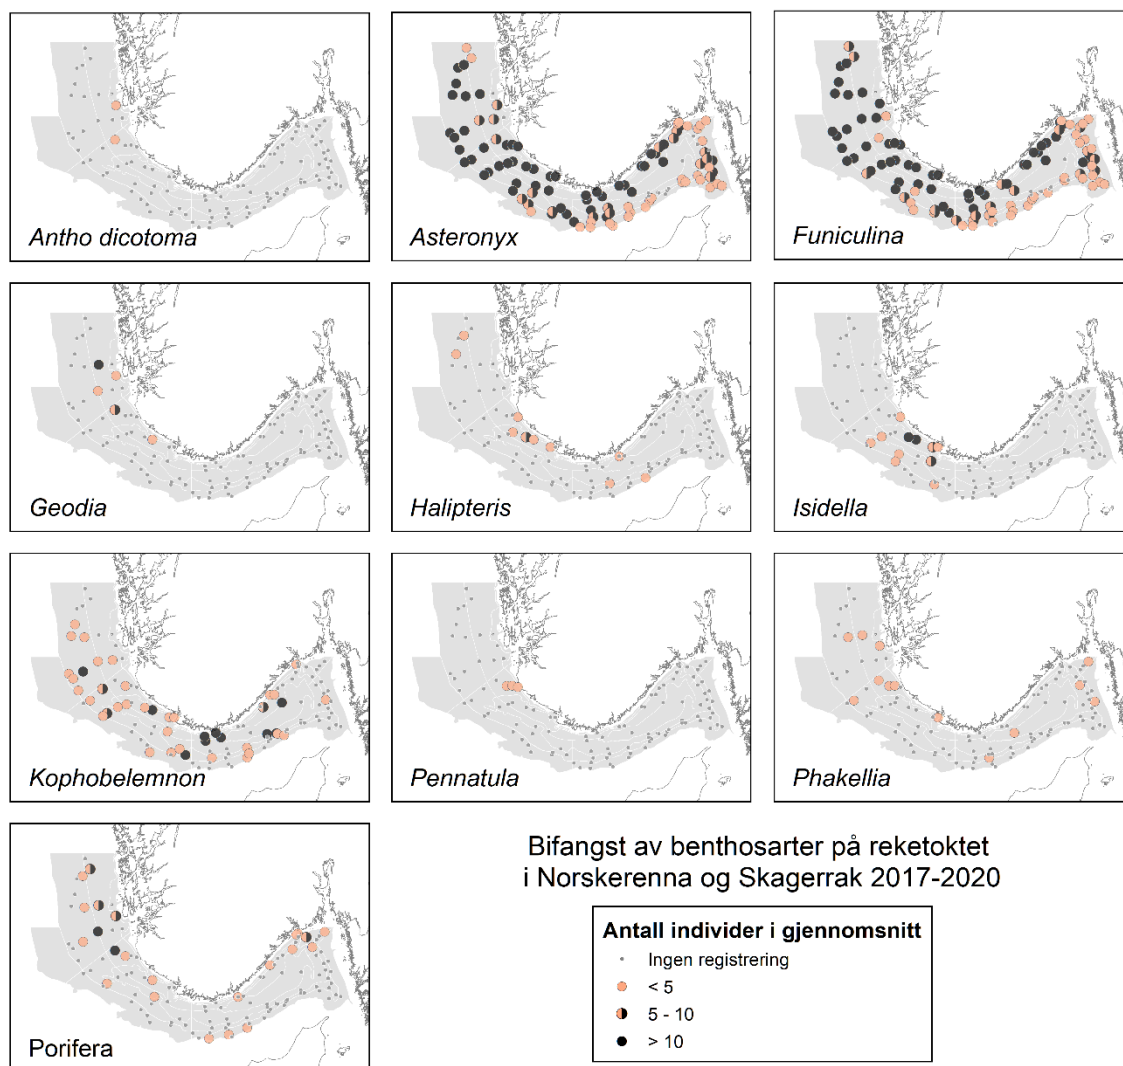 Antho dicotoma
Asteronyx
Funiculina
Geodia
Halipteris
Isidella
Kophobelemnon
Pennatula
Phakellia
Porifera
Bifangst av benthosarter på reketoktet
i Norskerenna og Skagerrak 2017-2020
Antall individer i gjennomsnitt
Ingen registrering
< 5
5 - 10
> 10